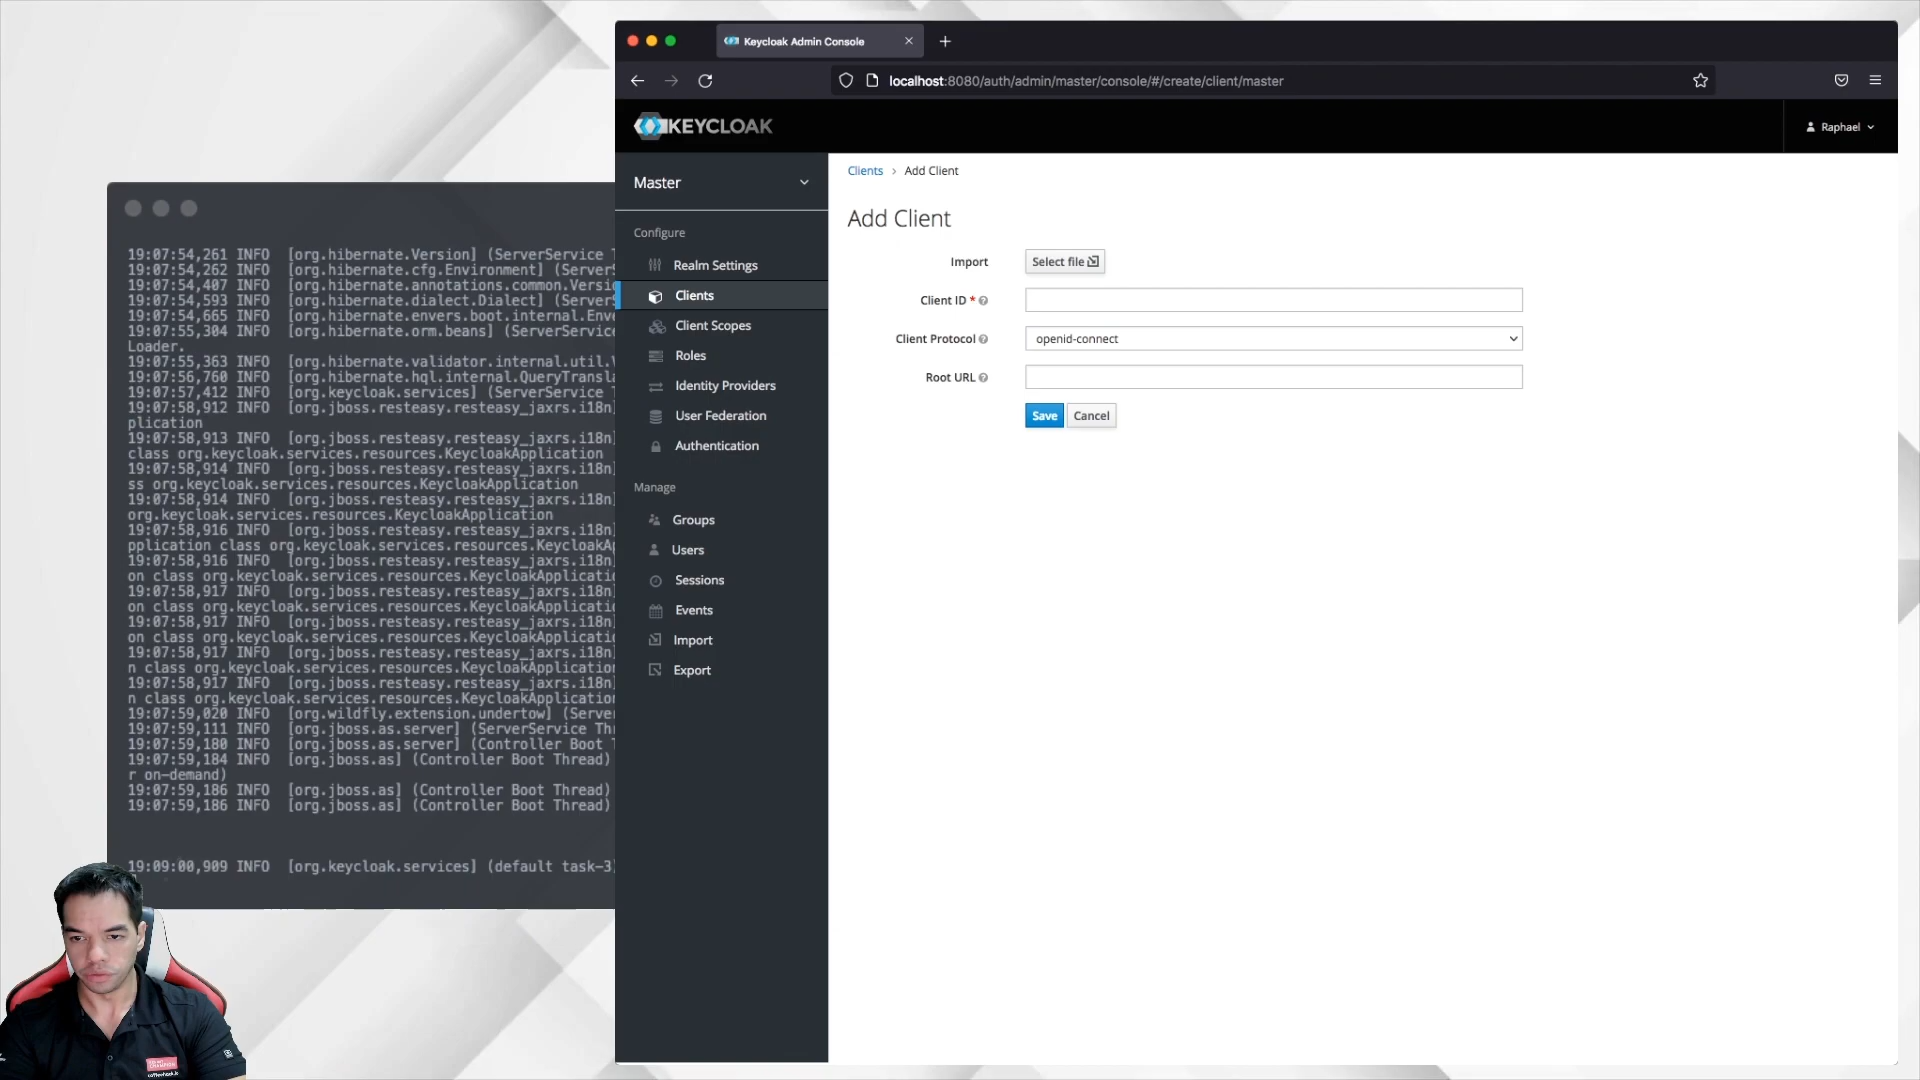 Keycloak Admin Console
localhost:8080/auth/admin/master/console/#/create/client/master
KEYCLOAK
Raphael
Master
Configure
Realm Settings
Clients
Client Scopes
Roles
Identity Providers
User Federation
Authentication
Manage
Groups
Users
Sessions
Events
Import
Export
Clients > Add Client
Add Client
Import Select file
Client ID *
Client Protocol openid-connect
Root URL
Save Cancel
19:07:54,261 INFO [org.hibernate.Version] (ServerService T
19:07:54,262 INFO [org.hibernate.cfg.Environment] (ServerS
19:07:54,407 INFO [org.hibernate.annotations.common.Versio
19:07:54,593 INFO [org.hibernate.dialect.Dialect] (ServerS
19:07:54,665 INFO [org.hibernate.envers.boot.internal.Enve
19:07:55,304 INFO [org.hibernate.orm.beans] (ServerService
Loader.
19:07:55,363 INFO [org.hibernate.validator.internal.util.V
19:07:56,760 INFO [org.hibernate.hql.internal.QueryTransla
19:07:57,412 INFO [org.keycloak.services] (ServerService T
19:07:58,912 INFO [org.jboss.resteasy.resteasy_jaxrs.i18n]
plication
19:07:58,913 INFO [org.jboss.resteasy.resteasy_jaxrs.i18n]
class org.keycloak.services.resources.KeycloakApplication
19:07:58,914 INFO [org.jboss.resteasy.resteasy_jaxrs.i18n]
ss org.keycloak.services.resources.KeycloakApplication
19:07:58,914 INFO [org.jboss.resteasy.resteasy_jaxrs.i18n]
org.keycloak.services.resources.KeycloakApplication
19:07:58,916 INFO [org.jboss.resteasy.resteasy_jaxrs.i18n]
pplication class org.keycloak.services.resources.KeycloakAp
19:07:58,916 INFO [org.jboss.resteasy.resteasy_jaxrs.i18n]
on class org.keycloak.services.resources.KeycloakApplicatio
19:07:58,917 INFO [org.jboss.resteasy.resteasy_jaxrs.i18n]
on class org.keycloak.services.resources.KeycloakApplicatio
19:07:58,917 INFO [org.jboss.resteasy.resteasy_jaxrs.i18n]
on class org.keycloak.services.resources.KeycloakApplicatio
19:07:58,917 INFO [org.jboss.resteasy.resteasy_jaxrs.i18n]
n class org.keycloak.services.resources.KeycloakApplication
19:07:58,917 INFO [org.jboss.resteasy.resteasy_jaxrs.i18n]
n class org.keycloak.services.resources.KeycloakApplication
19:07:59,020 INFO [org.wildfly.extension.undertow] (Server
19:07:59,111 INFO [org.jboss.as.server] (ServerService Thr
19:07:59,180 INFO [org.jboss.as.server] (Controller Boot T
19:07:59,184 INFO [org.jboss.as] (Controller Boot Thread)
r on-demand)
19:07:59,186 INFO [org.jboss.as] (Controller Boot Thread)
19:07:59,186 INFO [org.jboss.as] (Controller Boot Thread)
19:09:00,909 INFO [org.keycloak.services] (default task-3)